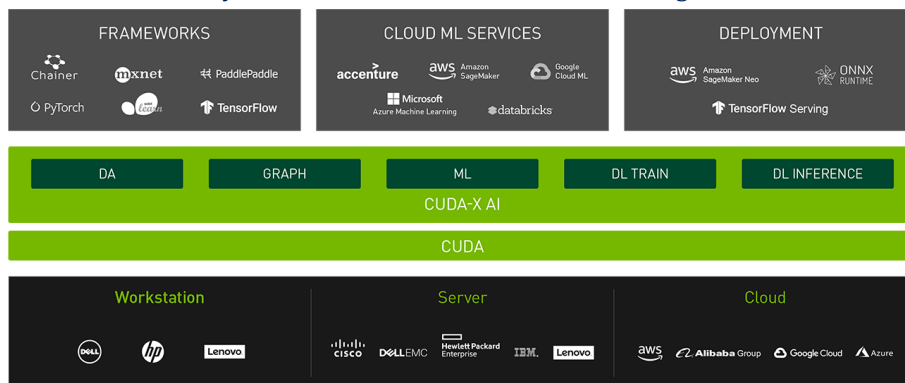 FRAMEWORKS
Chainer
mxnet
PaddlePaddle
PyTorch
learn
TensorFlow
CLOUD ML SERVICES
accenture
aws Amazon SageMaker
Google Cloud ML
Microsoft
Azure Machine Learning
databricks
DEPLOYMENT
aws Amazon SageMaker Neo
ONNX RUNTIME
TensorFlow Serving
DA
GRAPH
ML
DL TRAIN
DL INFERENCE
CUDA-X AI
CUDA
Workstation
DELL
hp
Lenovo
Server
CISCO
DELLEMC
Hewlett Packard Enterprise
IBM.
Lenovo
Cloud
aws
Alibaba Group
Google Cloud
Azure